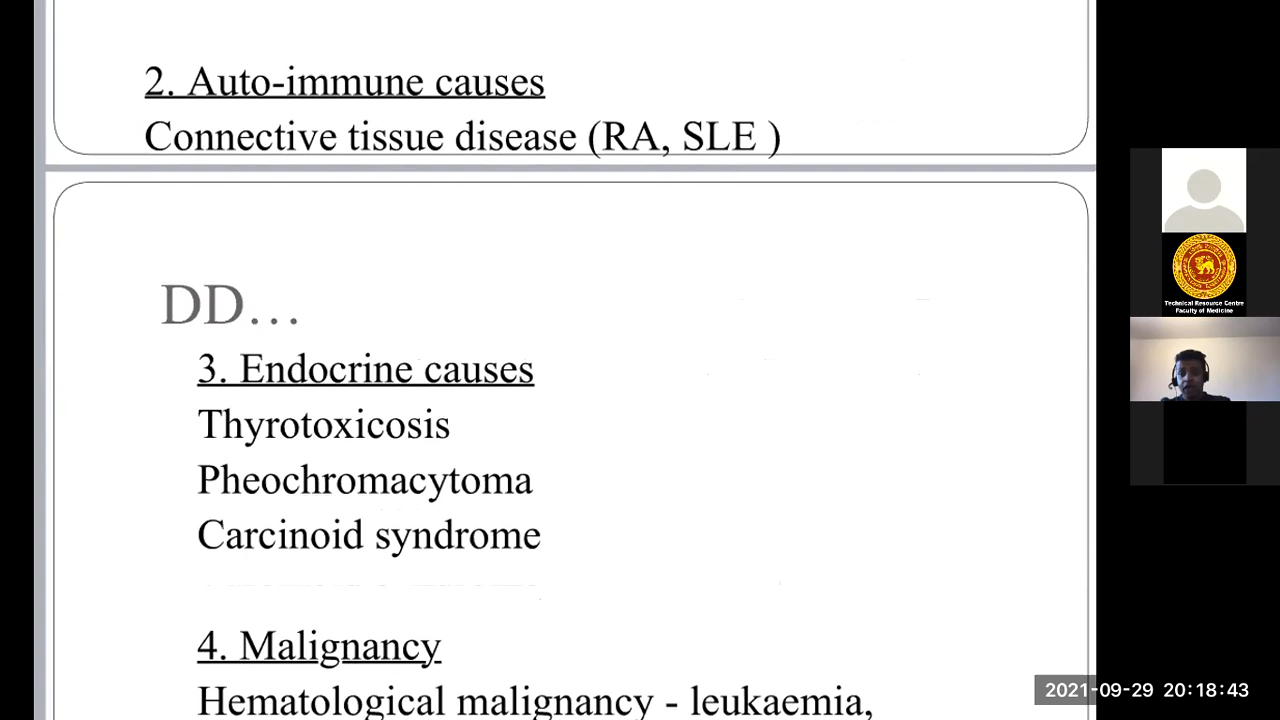 2. Auto-immune causes
Connective tissue disease (RA, SLE )
DD…
3. Endocrine causes
Thyrotoxicosis
Pheochromacytoma
Carcinoid syndrome
4. Malignancy
Hematological malignancy - leukaemia,
Technical Resource Centre
Faculty of Medicine
2021-09-29 20:18:43